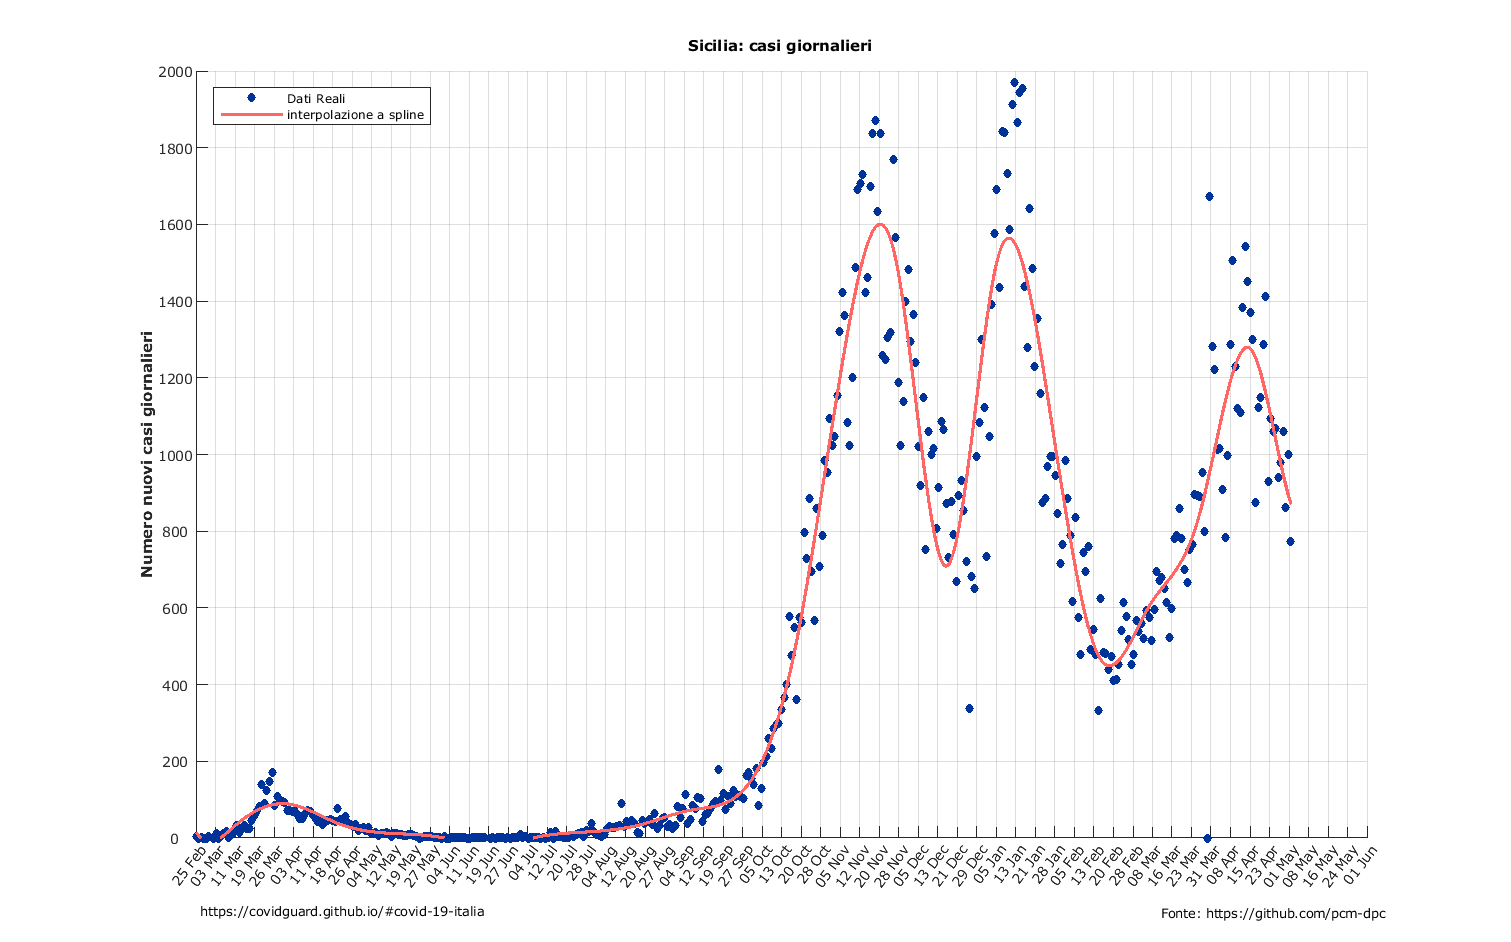 Sicilia: casi giornalieri
Dati Reali
interpolazione a spline
Numero nuovi casi giornalieri
2000
1800
1600
1400
1200
1000
800
600
400
200
0
25 Feb
03 Mar
11 Mar
19 Mar
26 Mar
03 Apr
11 Apr
18 Apr
26 Apr
04 May
12 May
19 May
27 May
04 Jun
11 Jun
19 Jun
27 Jun
04 Jul
12 Jul
20 Jul
28 Jul
04 Aug
12 Aug
20 Aug
28 Aug
04 Sep
12 Sep
19 Sep
27 Sep
05 Oct
13 Oct
20 Oct
28 Oct
05 Nov
12 Nov
20 Nov
28 Nov
05 Dec
13 Dec
21 Dec
29 Dec
05 Jan
13 Jan
21 Jan
28 Jan
05 Feb
13 Feb
20 Feb
28 Feb
08 Mar
16 Mar
23 Mar
31 Mar
08 Apr
15 Apr
23 Apr
01 May
08 May
16 May
24 May
01 Jun
https://covidguard.github.io/#covid-19-italia
Fonte: https://github.com/pcm-dpc